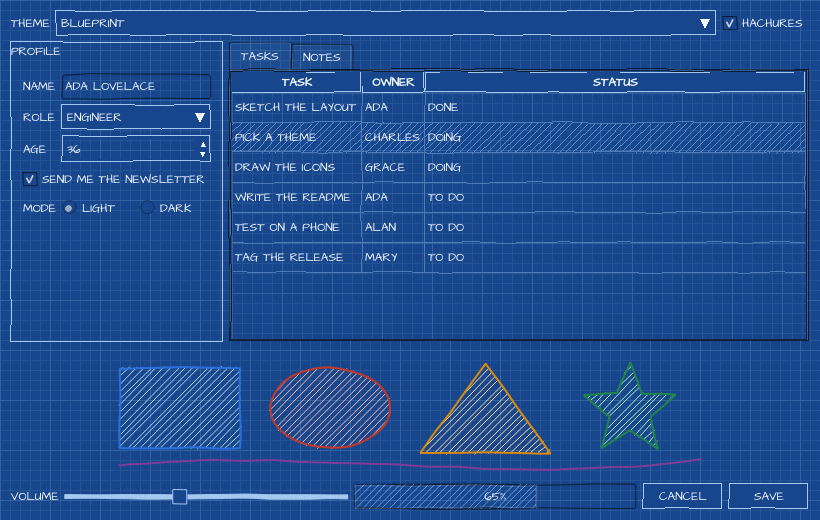 THEME BLUEPRINT HACHURES
PROFILE
TASKS NOTES
NAME ADA LOVELACE
ROLE ENGINEER
AGE 36
SEND ME THE NEWSLETTER
MODE LIGHT DARK
TASK OWNER STATUS
SKETCH THE LAYOUT ADA DONE
PICK A THEME CHARLES DOING
DRAW THE ICONS GRACE DOING
WRITE THE README ADA TO DO
TEST ON A PHONE ALAN TO DO
TAG THE RELEASE MARY TO DO
VOLUME 65% CANCEL SAVE